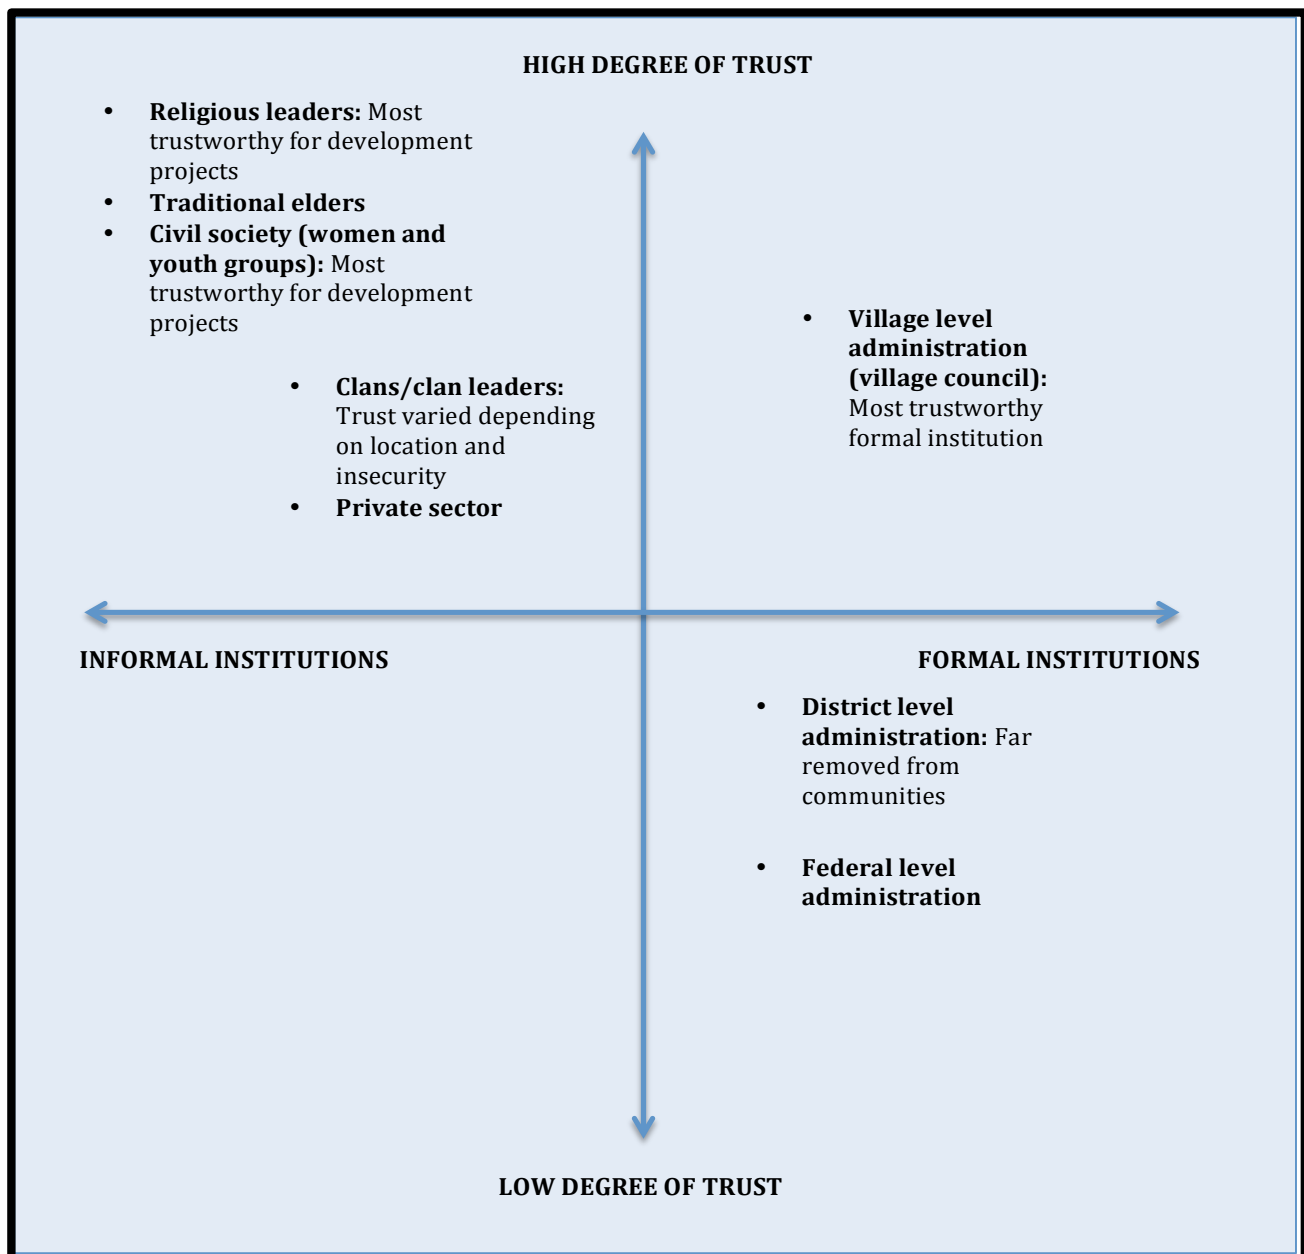 HIGH DEGREE OF TRUST
• Religious leaders: Most
trustworthy for development
projects
• Traditional elders
• Civil society (women and
youth groups): Most
trustworthy for development
projects
• Clans/clan leaders:
Trust varied depending
on location and
insecurity
• Private sector
• Village level
administration
(village council):
Most trustworthy
formal institution
INFORMAL INSTITUTIONS
FORMAL INSTITUTIONS
• District level
administration: Far
removed from
communities
• Federal level
administration
LOW DEGREE OF TRUST